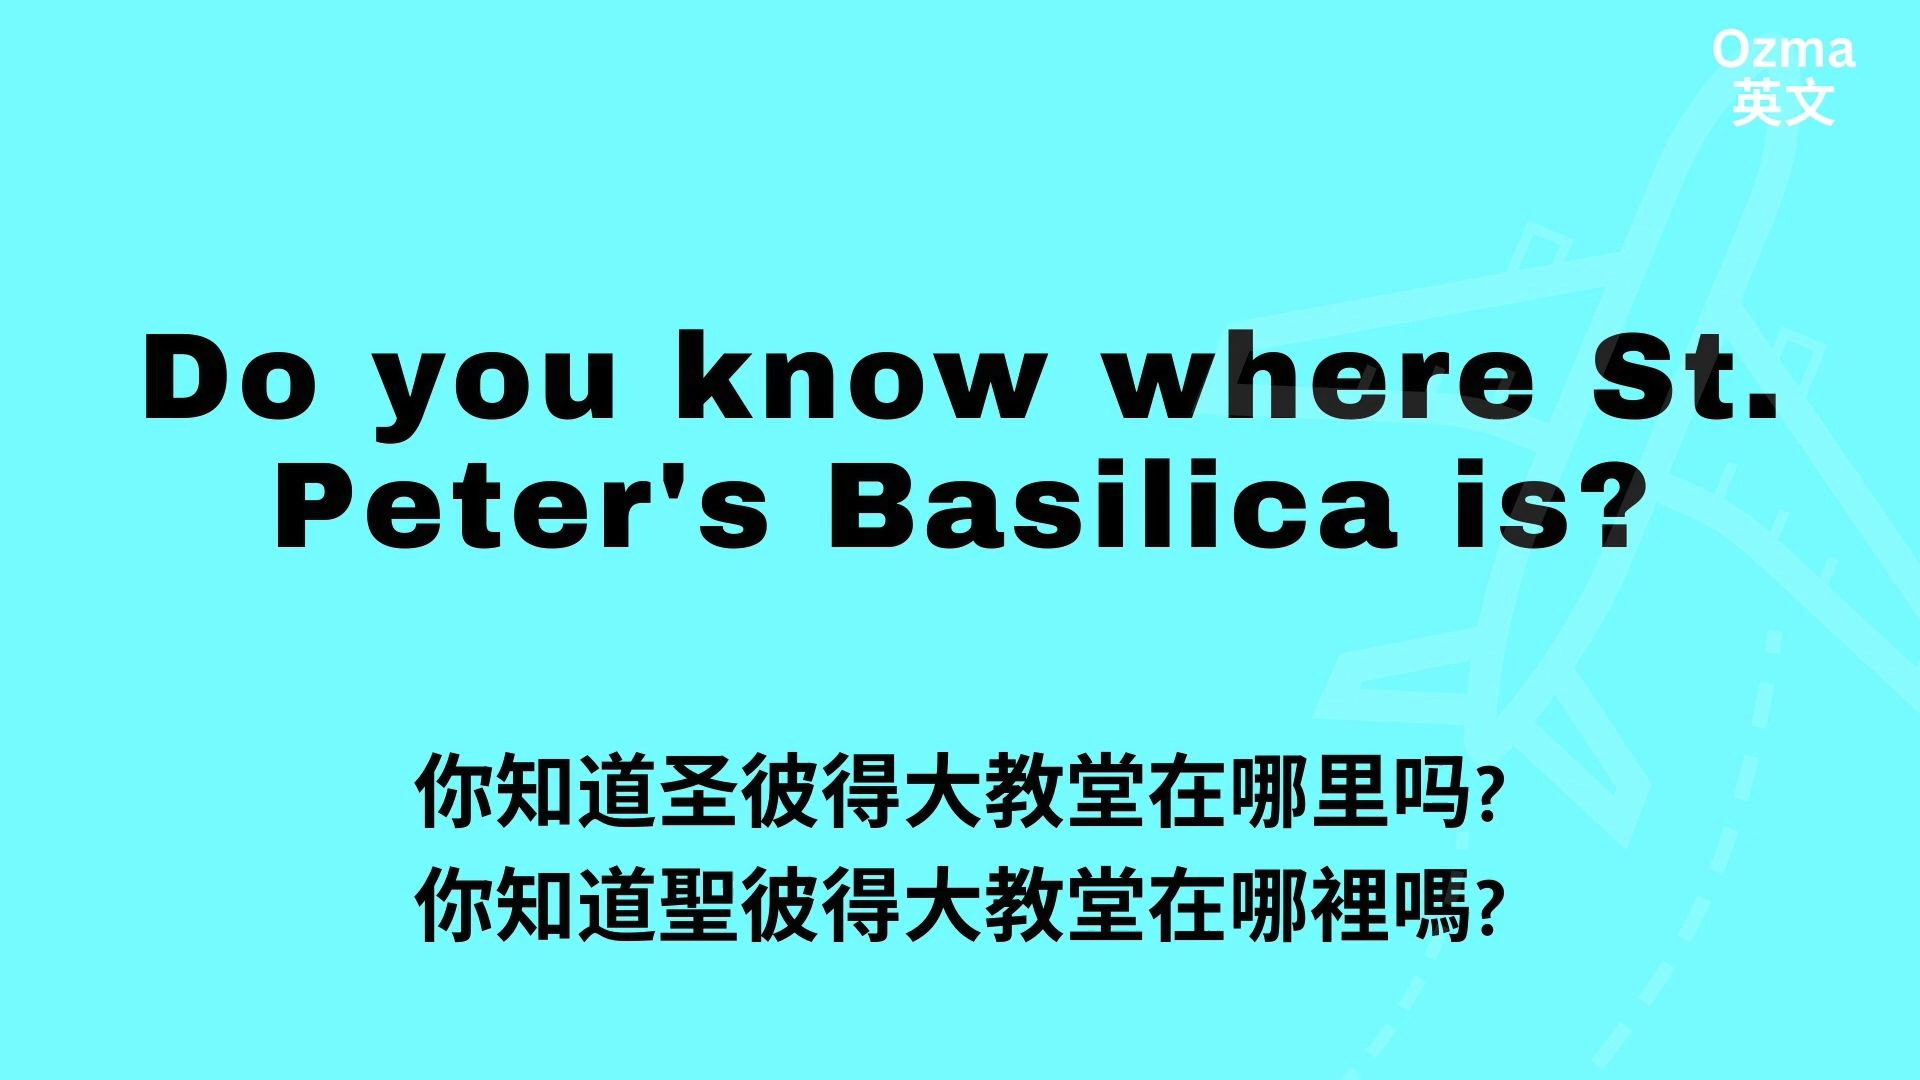 Ozma
英文
Do you know where St.
Peter's Basilica is?
你知道圣彼得大教堂在哪里吗?
你知道聖彼得大教堂在哪裡嗎?